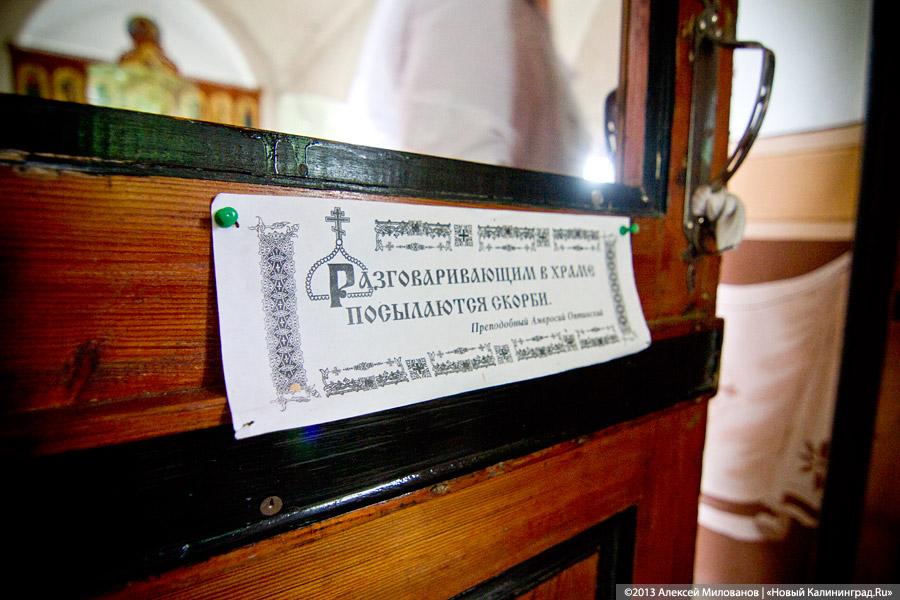 Разговаривающим в храме
посылаются скорби.
Преподобный Амвросий Оптинский
©2013 Алексей Милованов | «Новый Калининград.Ru»